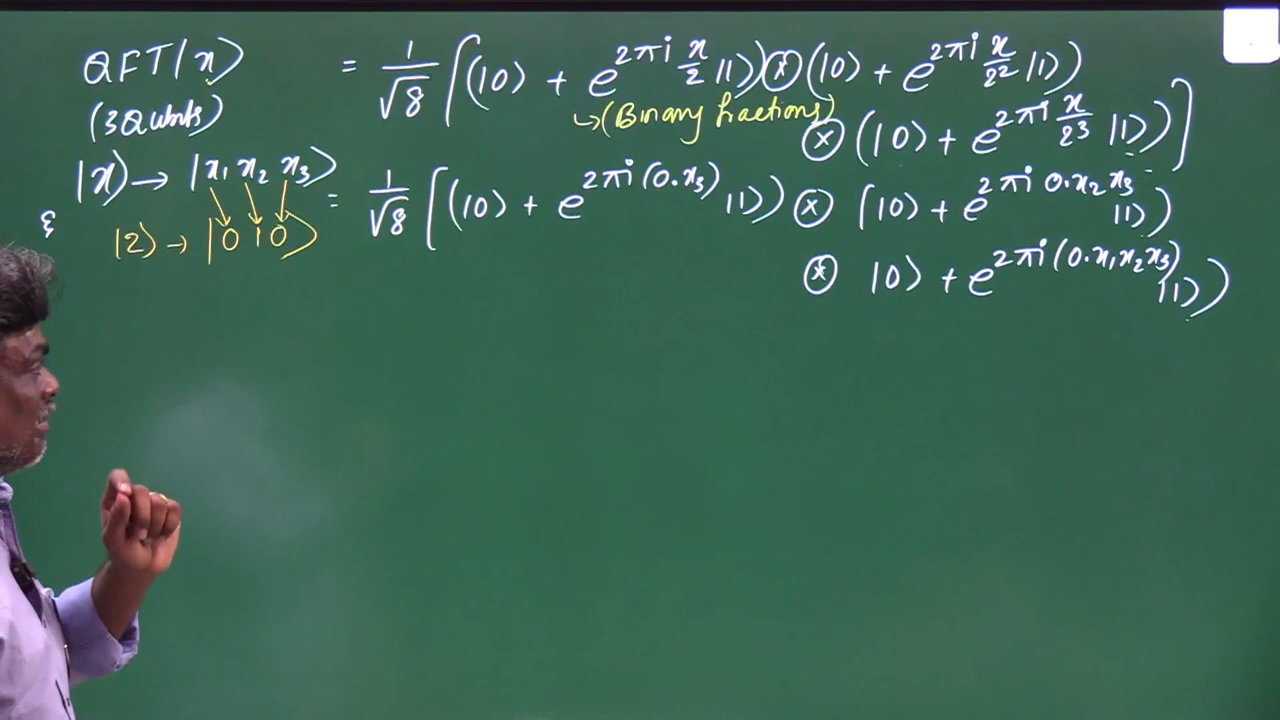 QFT|x⟩ = 1/√8 [(|0⟩ + e^{2πi x/2} |1⟩) ⊗ (|0⟩ + e^{2πi x/2²} |1⟩)
(3Qubits) ↳(Binary fractions) ⊗ (|0⟩ + e^{2πi x/2³} |1⟩)]
|x⟩ → |x₁ x₂ x₃⟩ = 1/√8 [(|0⟩ + e^{2πi(0.x₃)} |1⟩) ⊗ (|0⟩ + e^{2πi 0.x₂x₃} |1⟩)
|2⟩ → |0 1 0⟩ ⊗ |0⟩ + e^{2πi(0.x₁x₂x₃)} |1⟩)